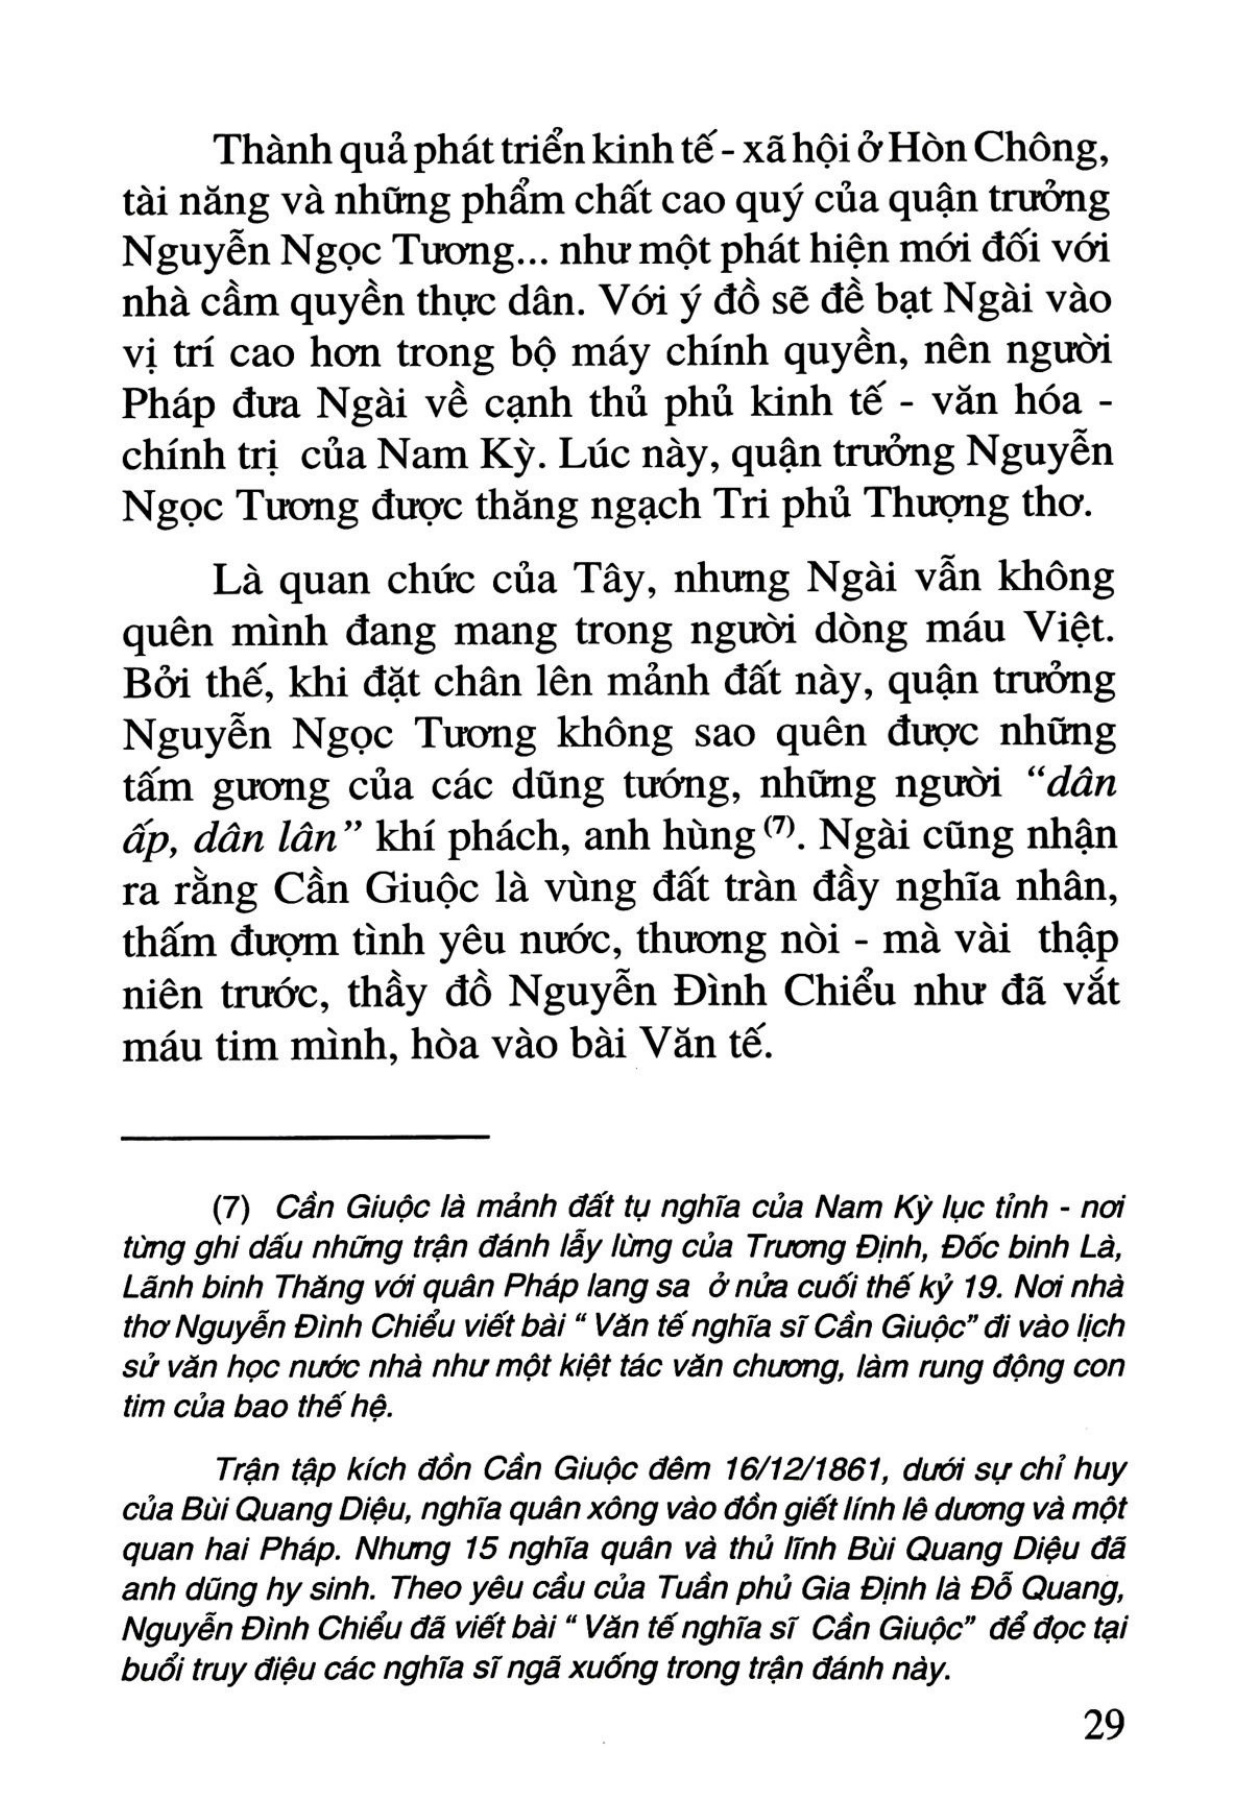 Thành quả phát triển kinh tế - xã hội ở Hòn Chông,
tài năng và những phẩm chất cao quý của quận trưởng
Nguyễn Ngọc Tương... như một phát hiện mới đối với
nhà cầm quyền thực dân. Với ý đồ sẽ đề bạt Ngài vào
vị trí cao hơn trong bộ máy chính quyền, nên người
Pháp đưa Ngài về cạnh thủ phủ kinh tế - văn hóa -
chính trị của Nam Kỳ. Lúc này, quận trưởng Nguyễn
Ngọc Tương được thăng ngạch Tri phủ Thượng thơ.
Là quan chức của Tây, nhưng Ngài vẫn không
quên mình đang mang trong người dòng máu Việt.
Bởi thế, khi đặt chân lên mảnh đất này, quận trưởng
Nguyễn Ngọc Tương không sao quên được những
tấm gương của các dũng tướng, những người “dân
ấp, dân lân” khí phách, anh hùng (7). Ngài cũng nhận
ra rằng Cần Giuộc là vùng đất tràn đầy nghĩa nhân,
thấm đượm tình yêu nước, thương nòi - mà vài thập
niên trước, thầy đồ Nguyễn Đình Chiểu như đã vắt
máu tim mình, hòa vào bài Văn tế.
(7) Cần Giuộc là mảnh đất tụ nghĩa của Nam Kỳ lục tỉnh - nơi
từng ghi dấu những trận đánh lẫy lừng của Trương Định, Đốc binh Là,
Lãnh binh Thăng với quân Pháp lang sa ở nửa cuối thế kỷ 19. Nơi nhà
thơ Nguyễn Đình Chiểu viết bài “ Văn tế nghĩa sĩ Cần Giuộc” đi vào lịch
sử văn học nước nhà như một kiệt tác văn chương, làm rung động con
tim của bao thế hệ.
Trận tập kích đồn Cần Giuộc đêm 16/12/1861, dưới sự chỉ huy
của Bùi Quang Diệu, nghĩa quân xông vào đồn giết lính lê dương và một
quan hai Pháp. Nhưng 15 nghĩa quân và thủ lĩnh Bùi Quang Diệu đã
anh dũng hy sinh. Theo yêu cầu của Tuần phủ Gia Định là Đỗ Quang,
Nguyễn Đình Chiểu đã viết bài “ Văn tế nghĩa sĩ Cần Giuộc” để đọc tại
buổi truy điệu các nghĩa sĩ ngã xuống trong trận đánh này.
29